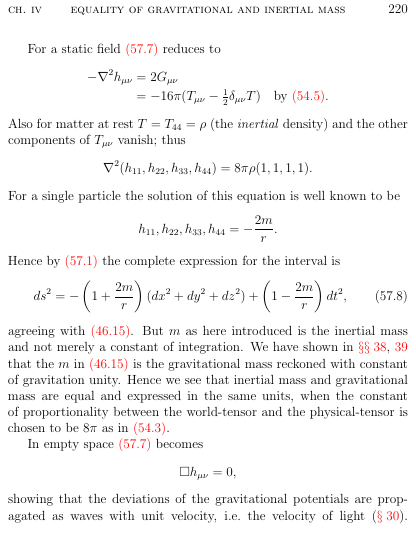 CH. IV EQUALITY OF GRAVITATIONAL AND INERTIAL MASS 220
For a static field (57.7) reduces to
−∇²hμν = 2Gμν
= −16π(Tμν − ½δμνT) by (54.5).
Also for matter at rest T = T₄₄ = ρ (the inertial density) and the other
components of Tμν vanish; thus
∇²(h₁₁, h₂₂, h₃₃, h₄₄) = 8πρ(1, 1, 1, 1).
For a single particle the solution of this equation is well known to be
h₁₁, h₂₂, h₃₃, h₄₄ = −2m/r.
Hence by (57.1) the complete expression for the interval is
ds² = −(1 + 2m/r)(dx² + dy² + dz²) + (1 − 2m/r) dt², (57.8)
agreeing with (46.15). But m as here introduced is the inertial mass
and not merely a constant of integration. We have shown in §§ 38, 39
that the m in (46.15) is the gravitational mass reckoned with constant
of gravitation unity. Hence we see that inertial mass and gravitational
mass are equal and expressed in the same units, when the constant
of proportionality between the world-tensor and the physical-tensor is
chosen to be 8π as in (54.3).
In empty space (57.7) becomes
□hμν = 0,
showing that the deviations of the gravitational potentials are prop-
agated as waves with unit velocity, i.e. the velocity of light (§ 30).